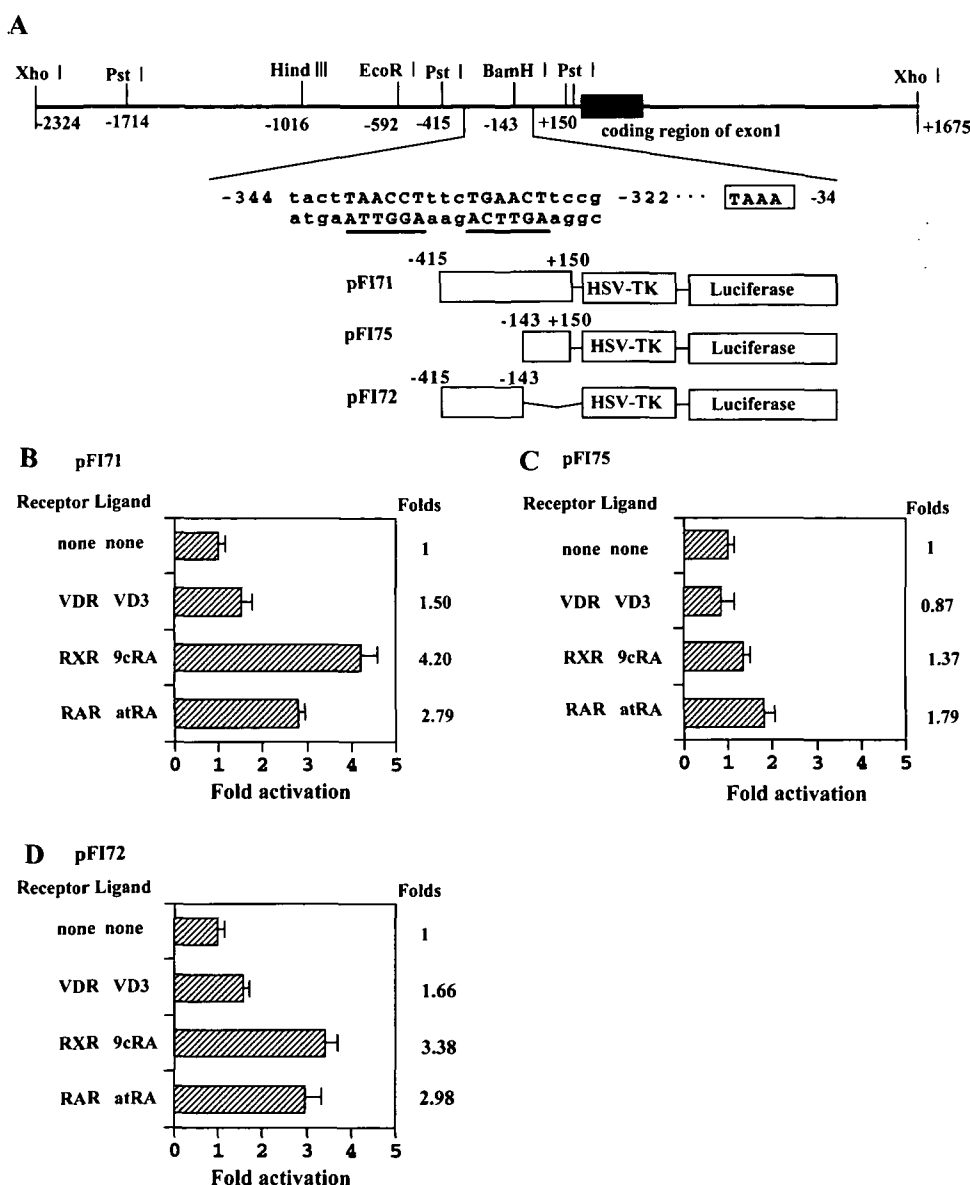 A
Xho I Pst I Hind III EcoR I Pst I BamH I Pst I Xho I
-2324 -1714 -1016 -592 -415 -143 +150 coding region of exon1 +1675
-344 tactTAACCTttcTGAACTtccg -322 ··· TAAA -34
atgaATTGGAaagACTTGAaggc
-415 +150
pFI71 HSV-TK Luciferase
-143 +150
pFI75 HSV-TK Luciferase
-415 -143
pFI72 HSV-TK Luciferase
B pFI71
Receptor Ligand Folds
none none 1
VDR VD3 1.50
RXR 9cRA 4.20
RAR atRA 2.79
0 1 2 3 4 5
Fold activation
C pFI75
Receptor Ligand Folds
none none 1
VDR VD3 0.87
RXR 9cRA 1.37
RAR atRA 1.79
0 1 2 3 4 5
Fold activation
D pFI72
Receptor Ligand Folds
none none 1
VDR VD3 1.66
RXR 9cRA 3.38
RAR atRA 2.98
0 1 2 3 4 5
Fold activation